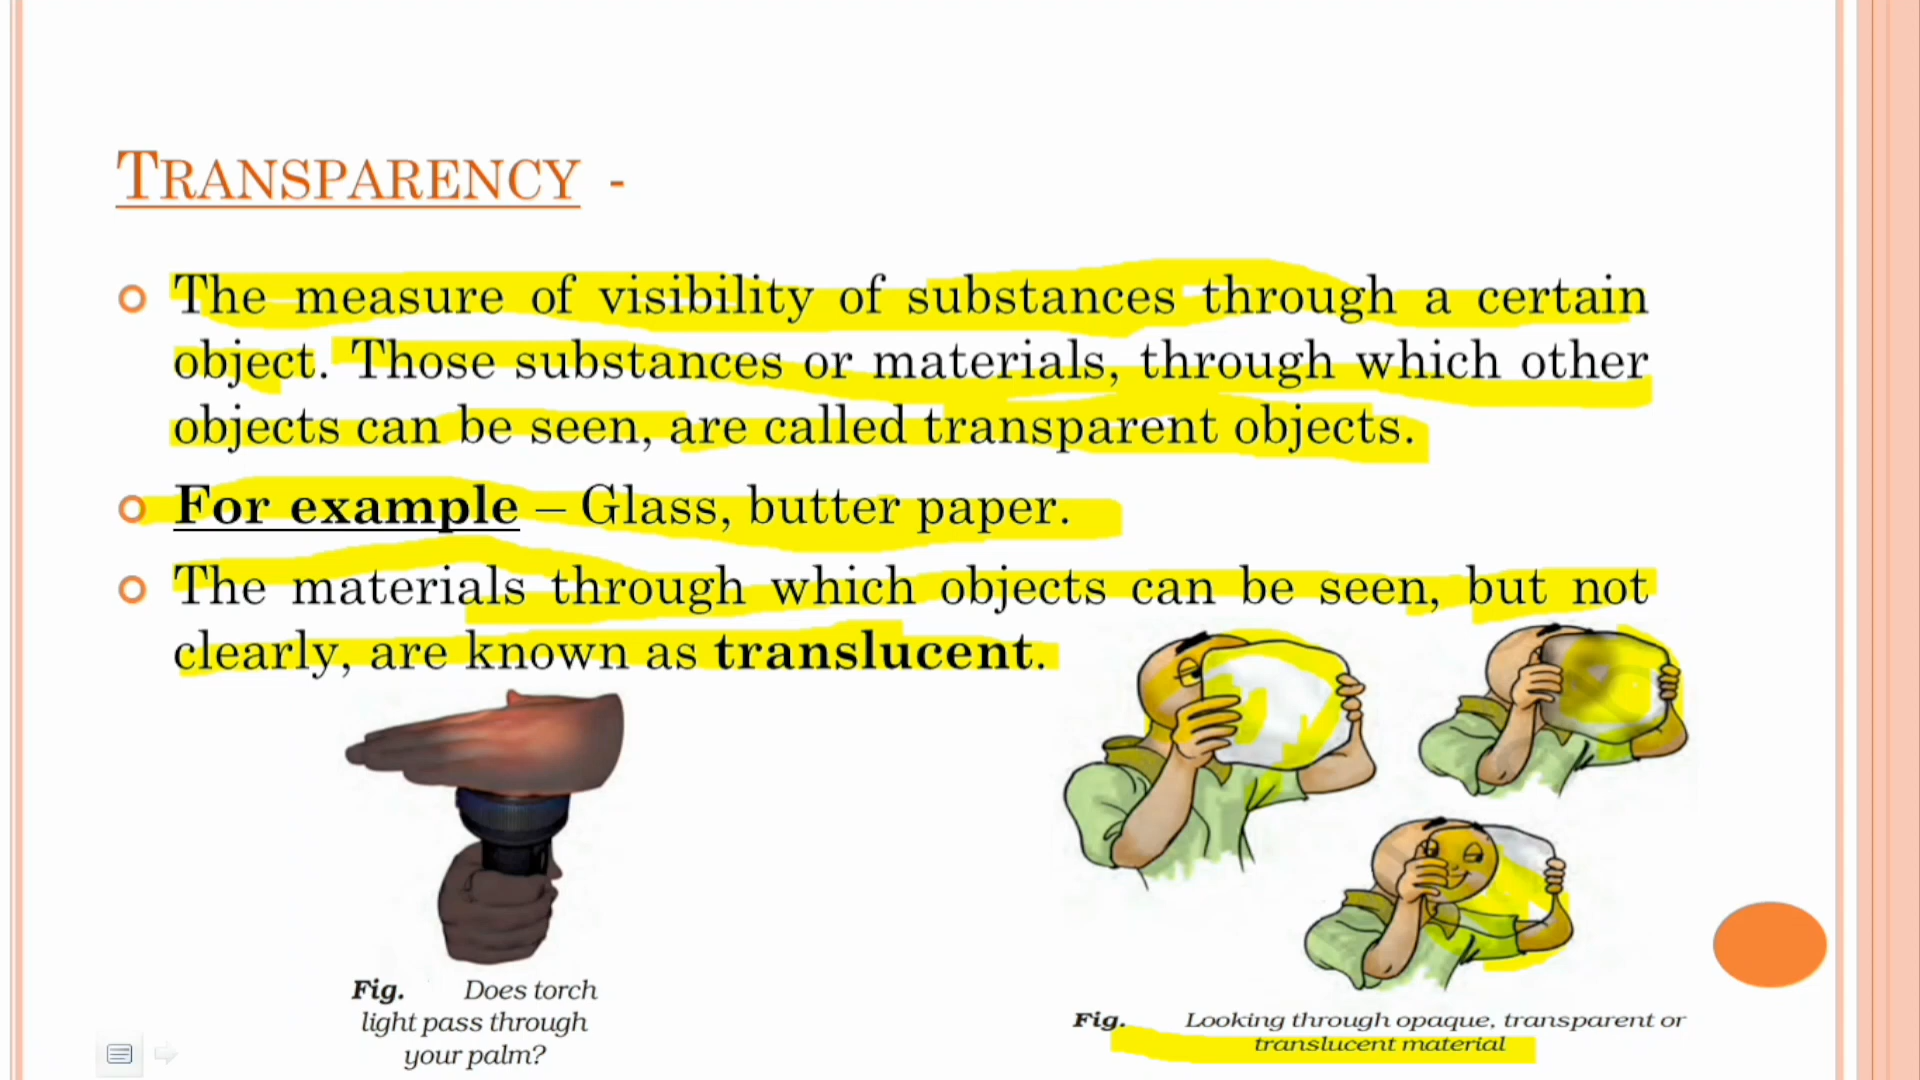 TRANSPARENCY -
The measure of visibility of substances through a certain
object. Those substances or materials, through which other
objects can be seen, are called transparent objects.
For example – Glass, butter paper.
The materials through which objects can be seen, but not
clearly, are known as translucent.
Fig. Does torch
light pass through
your palm?
Fig. Looking through opaque, transparent or
translucent material